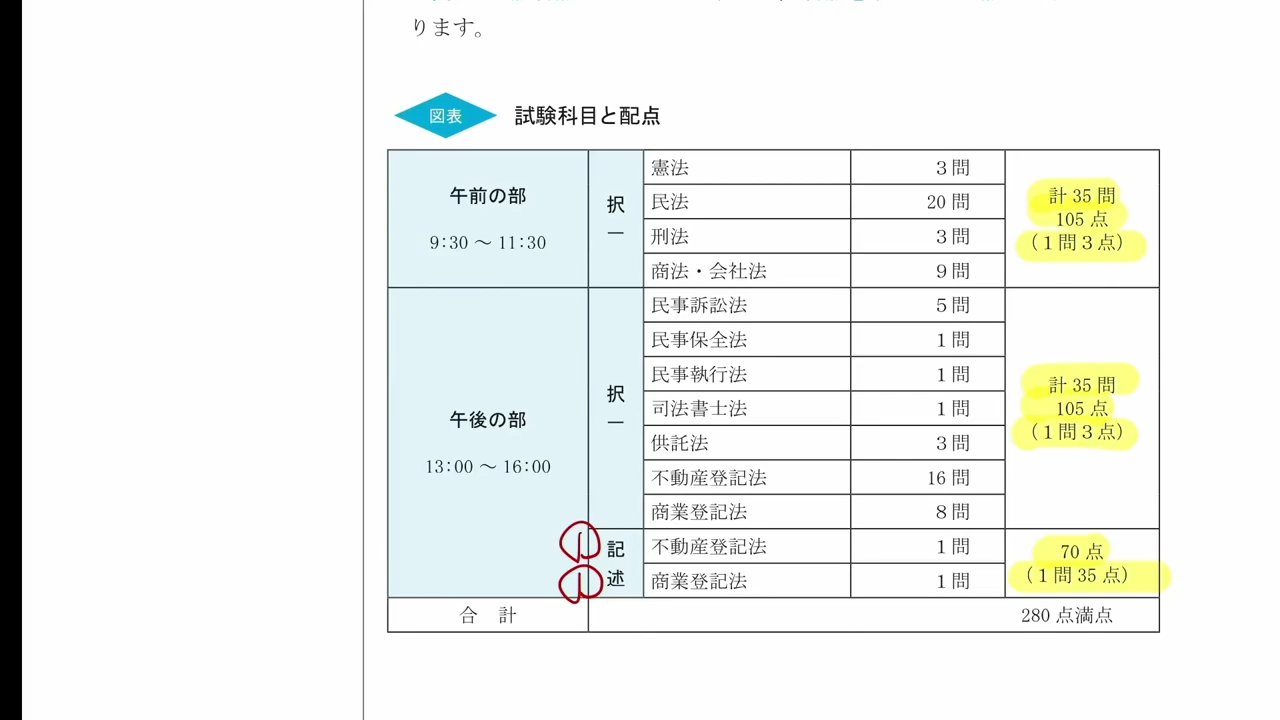 ります。
図表 試験科目と配点
午前の部
9:30 ～ 11:30
択一
憲法 3問
民法 20問
刑法 3問
商法・会社法 9問
計35問
105点
（1問3点）
午後の部
13:00 ～ 16:00
択一
民事訴訟法 5問
民事保全法 1問
民事執行法 1問
司法書士法 1問
供託法 3問
不動産登記法 16問
商業登記法 8問
計35問
105点
（1問3点）
記述
不動産登記法 1問
商業登記法 1問
70点
（1問35点）
合計 280点満点